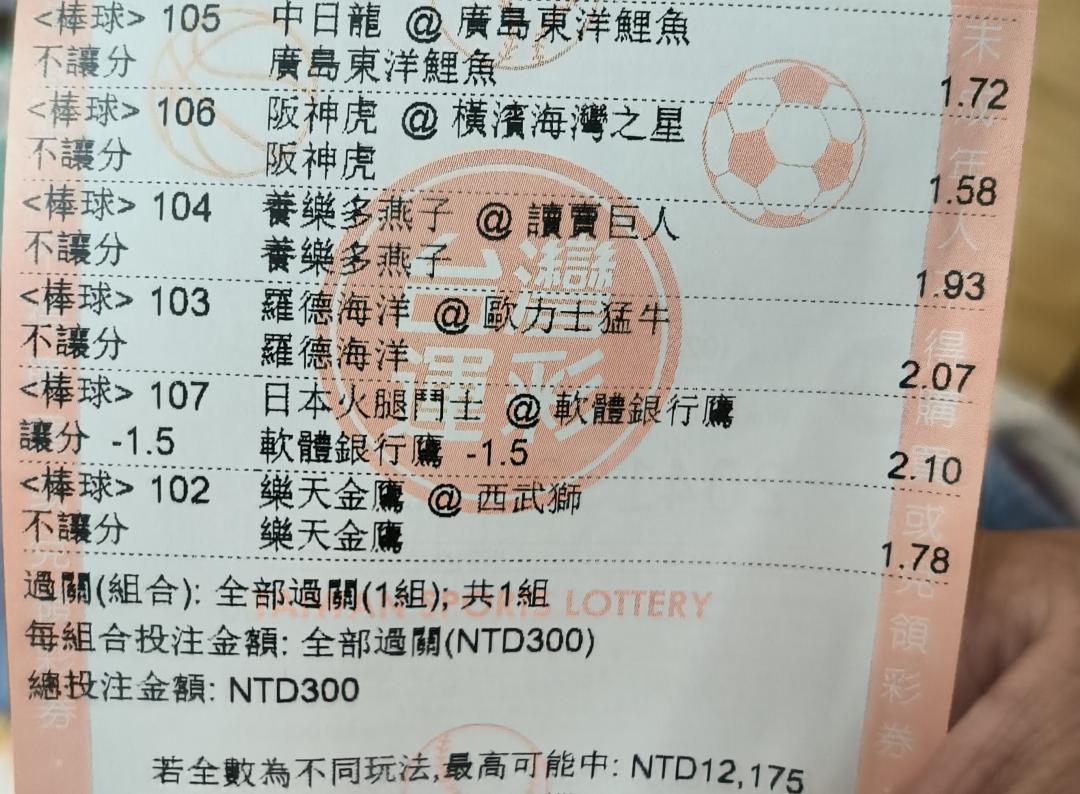 <棒球> 105 中日龍 @ 廣島東洋鯉魚
不讓分 廣島東洋鯉魚 1.72
<棒球> 106 阪神虎 @ 橫濱海灣之星
不讓分 阪神虎 1.58
<棒球> 104 養樂多燕子 @ 讀賣巨人
不讓分 養樂多燕子 1.93
<棒球> 103 羅德海洋 @ 歐力士猛牛
不讓分 羅德海洋 2.07
<棒球> 107 日本火腿鬥士 @ 軟體銀行鷹
讓分 -1.5 軟體銀行鷹 -1.5 2.10
<棒球> 102 樂天金鷹 @ 西武獅
不讓分 樂天金鷹 1.78
過關(組合): 全部過關(1組); 共1組
每組合投注金額: 全部過關(NTD300)
總投注金額: NTD300
若全數為不同玩法,最高可能中: NTD12,175
台灣
運彩
TAIWAN SPORTS LOTTERY